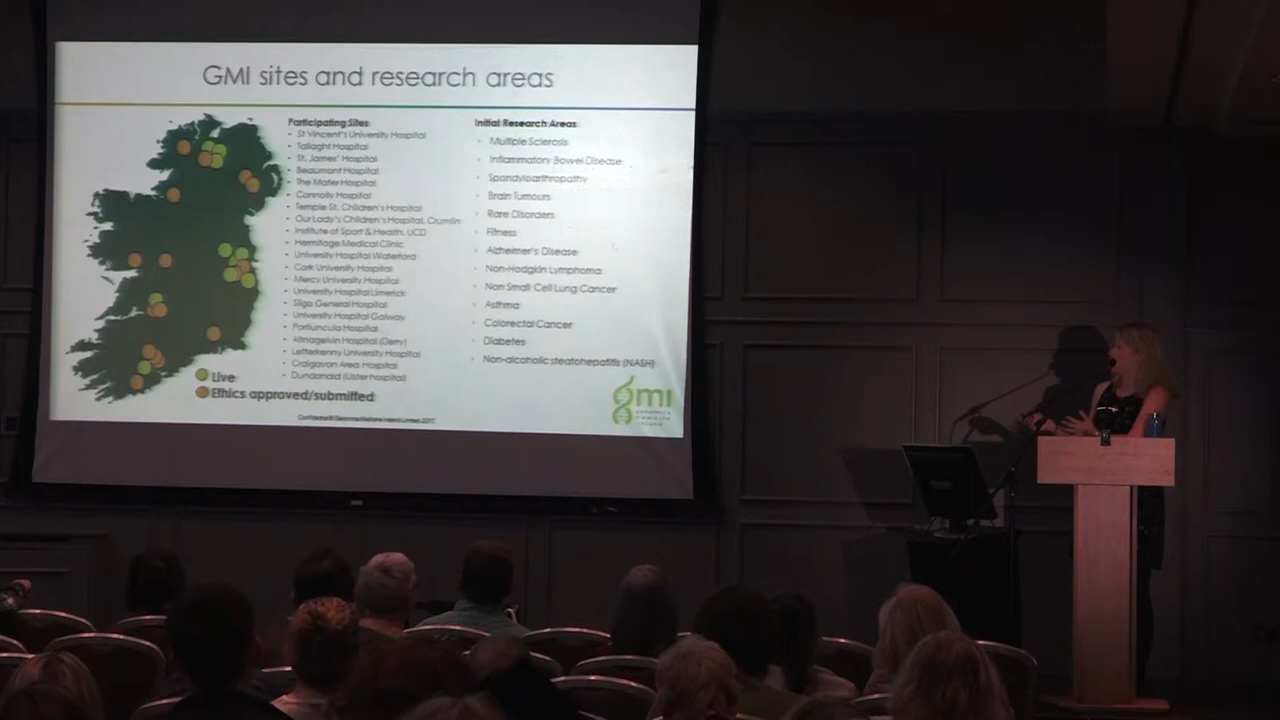 GMI sites and research areas
Participating Sites
St Vincent's University Hospital
Tallaght Hospital
St. James' Hospital
Beaumont Hospital
The Mater Hospital
Connolly Hospital
Temple St. Children's Hospital
Our Lady's Children's Hospital, Crumlin
Institute of Sport & Health, UCD
Hermitage Medical Clinic
University Hospital Waterford
Cork University Hospital
Mercy University Hospital
University Hospital Limerick
Sligo General Hospital
University Hospital Galway
Portiuncula Hospital
Altnagelvin Hospital (Derry)
Letterkenny University Hospital
Craigavon Area Hospital
Dundonald (Ulster hospital)
Initial Research Areas
Multiple Sclerosis
Inflammatory Bowel Disease
Spondyloarthropathy
Brain Tumours
Rare Disorders
Fitness
Alzheimer's Disease
Non-Hodgkin Lymphoma
Non Small Cell Lung Cancer
Asthma
Colorectal Cancer
Diabetes
Non-alcoholic steatohepatitis (NASH)
Live
Ethics approved/submitted
gmi
genomics
medicine
ireland